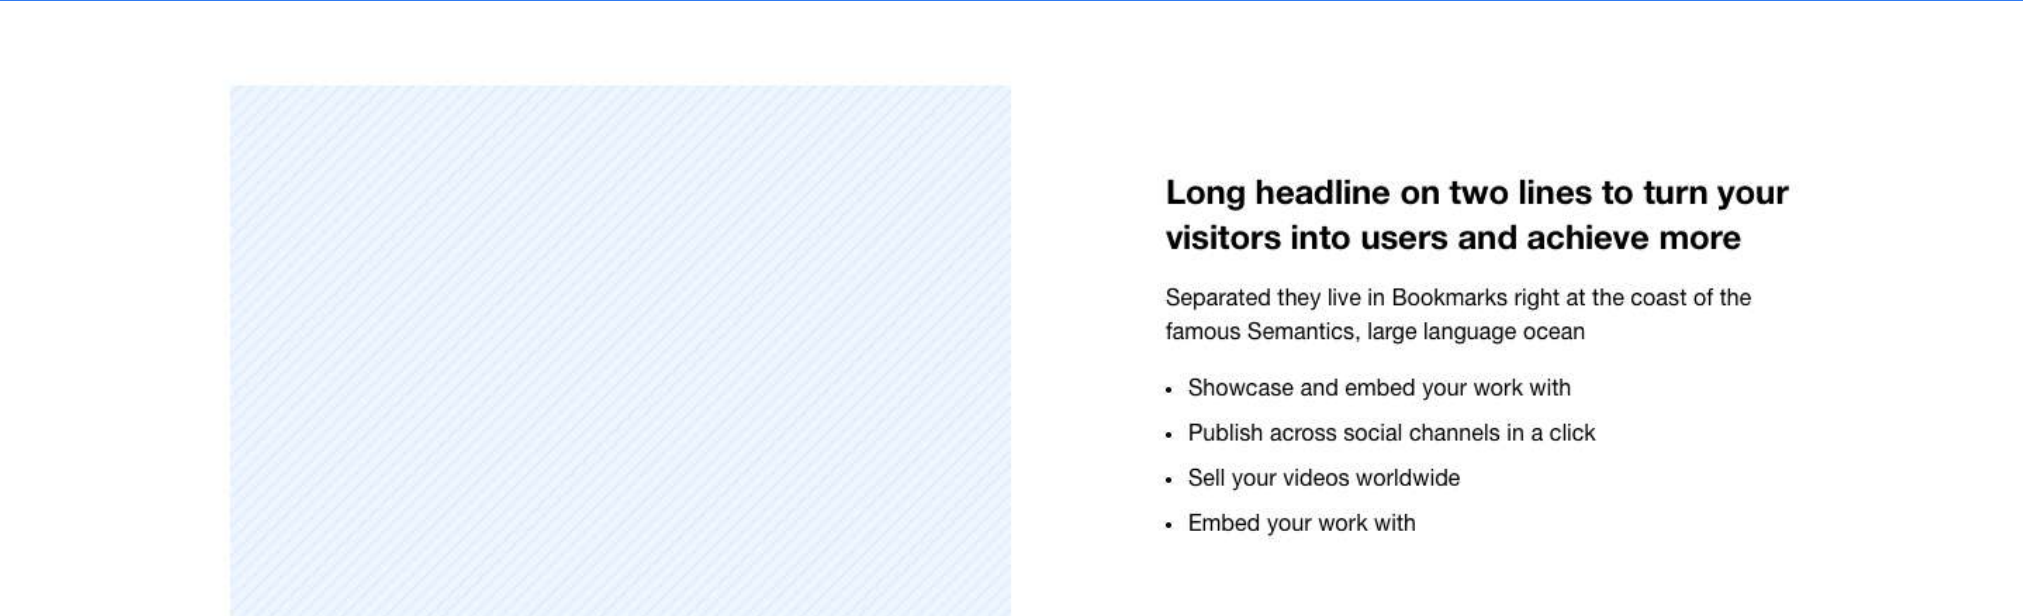 Long headline on two lines to turn your
visitors into users and achieve more
Separated they live in Bookmarks right at the coast of the
famous Semantics, large language ocean
• Showcase and embed your work with
• Publish across social channels in a click
• Sell your videos worldwide
• Embed your work with